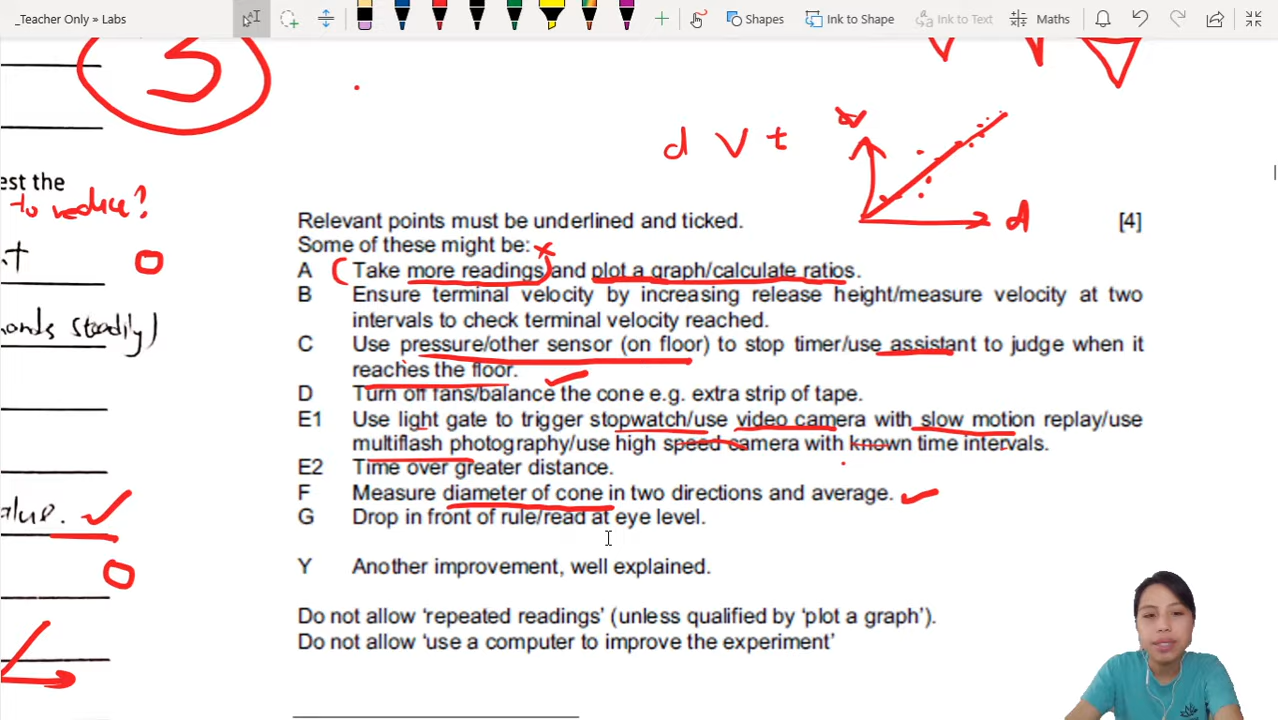 _Teacher Only » Labs
Shapes
Ink to Shape
Ink to Text
Maths
3
d V t
d
est the
to reduce?
Relevant points must be underlined and ticked. [4]
Some of these might be:
A Take more readings and plot a graph/calculate ratios.
B Ensure terminal velocity by increasing release height/measure velocity at two
intervals to check terminal velocity reached.
C Use pressure/other sensor (on floor) to stop timer/use assistant to judge when it
reaches the floor.
D Turn off fans/balance the cone e.g. extra strip of tape.
E1 Use light gate to trigger stopwatch/use video camera with slow motion replay/use
multiflash photography/use high speed camera with known time intervals.
E2 Time over greater distance.
F Measure diameter of cone in two directions and average.
G Drop in front of rule/read at eye level.
Y Another improvement, well explained.
Do not allow ‘repeated readings’ (unless qualified by ‘plot a graph’).
Do not allow ‘use a computer to improve the experiment’